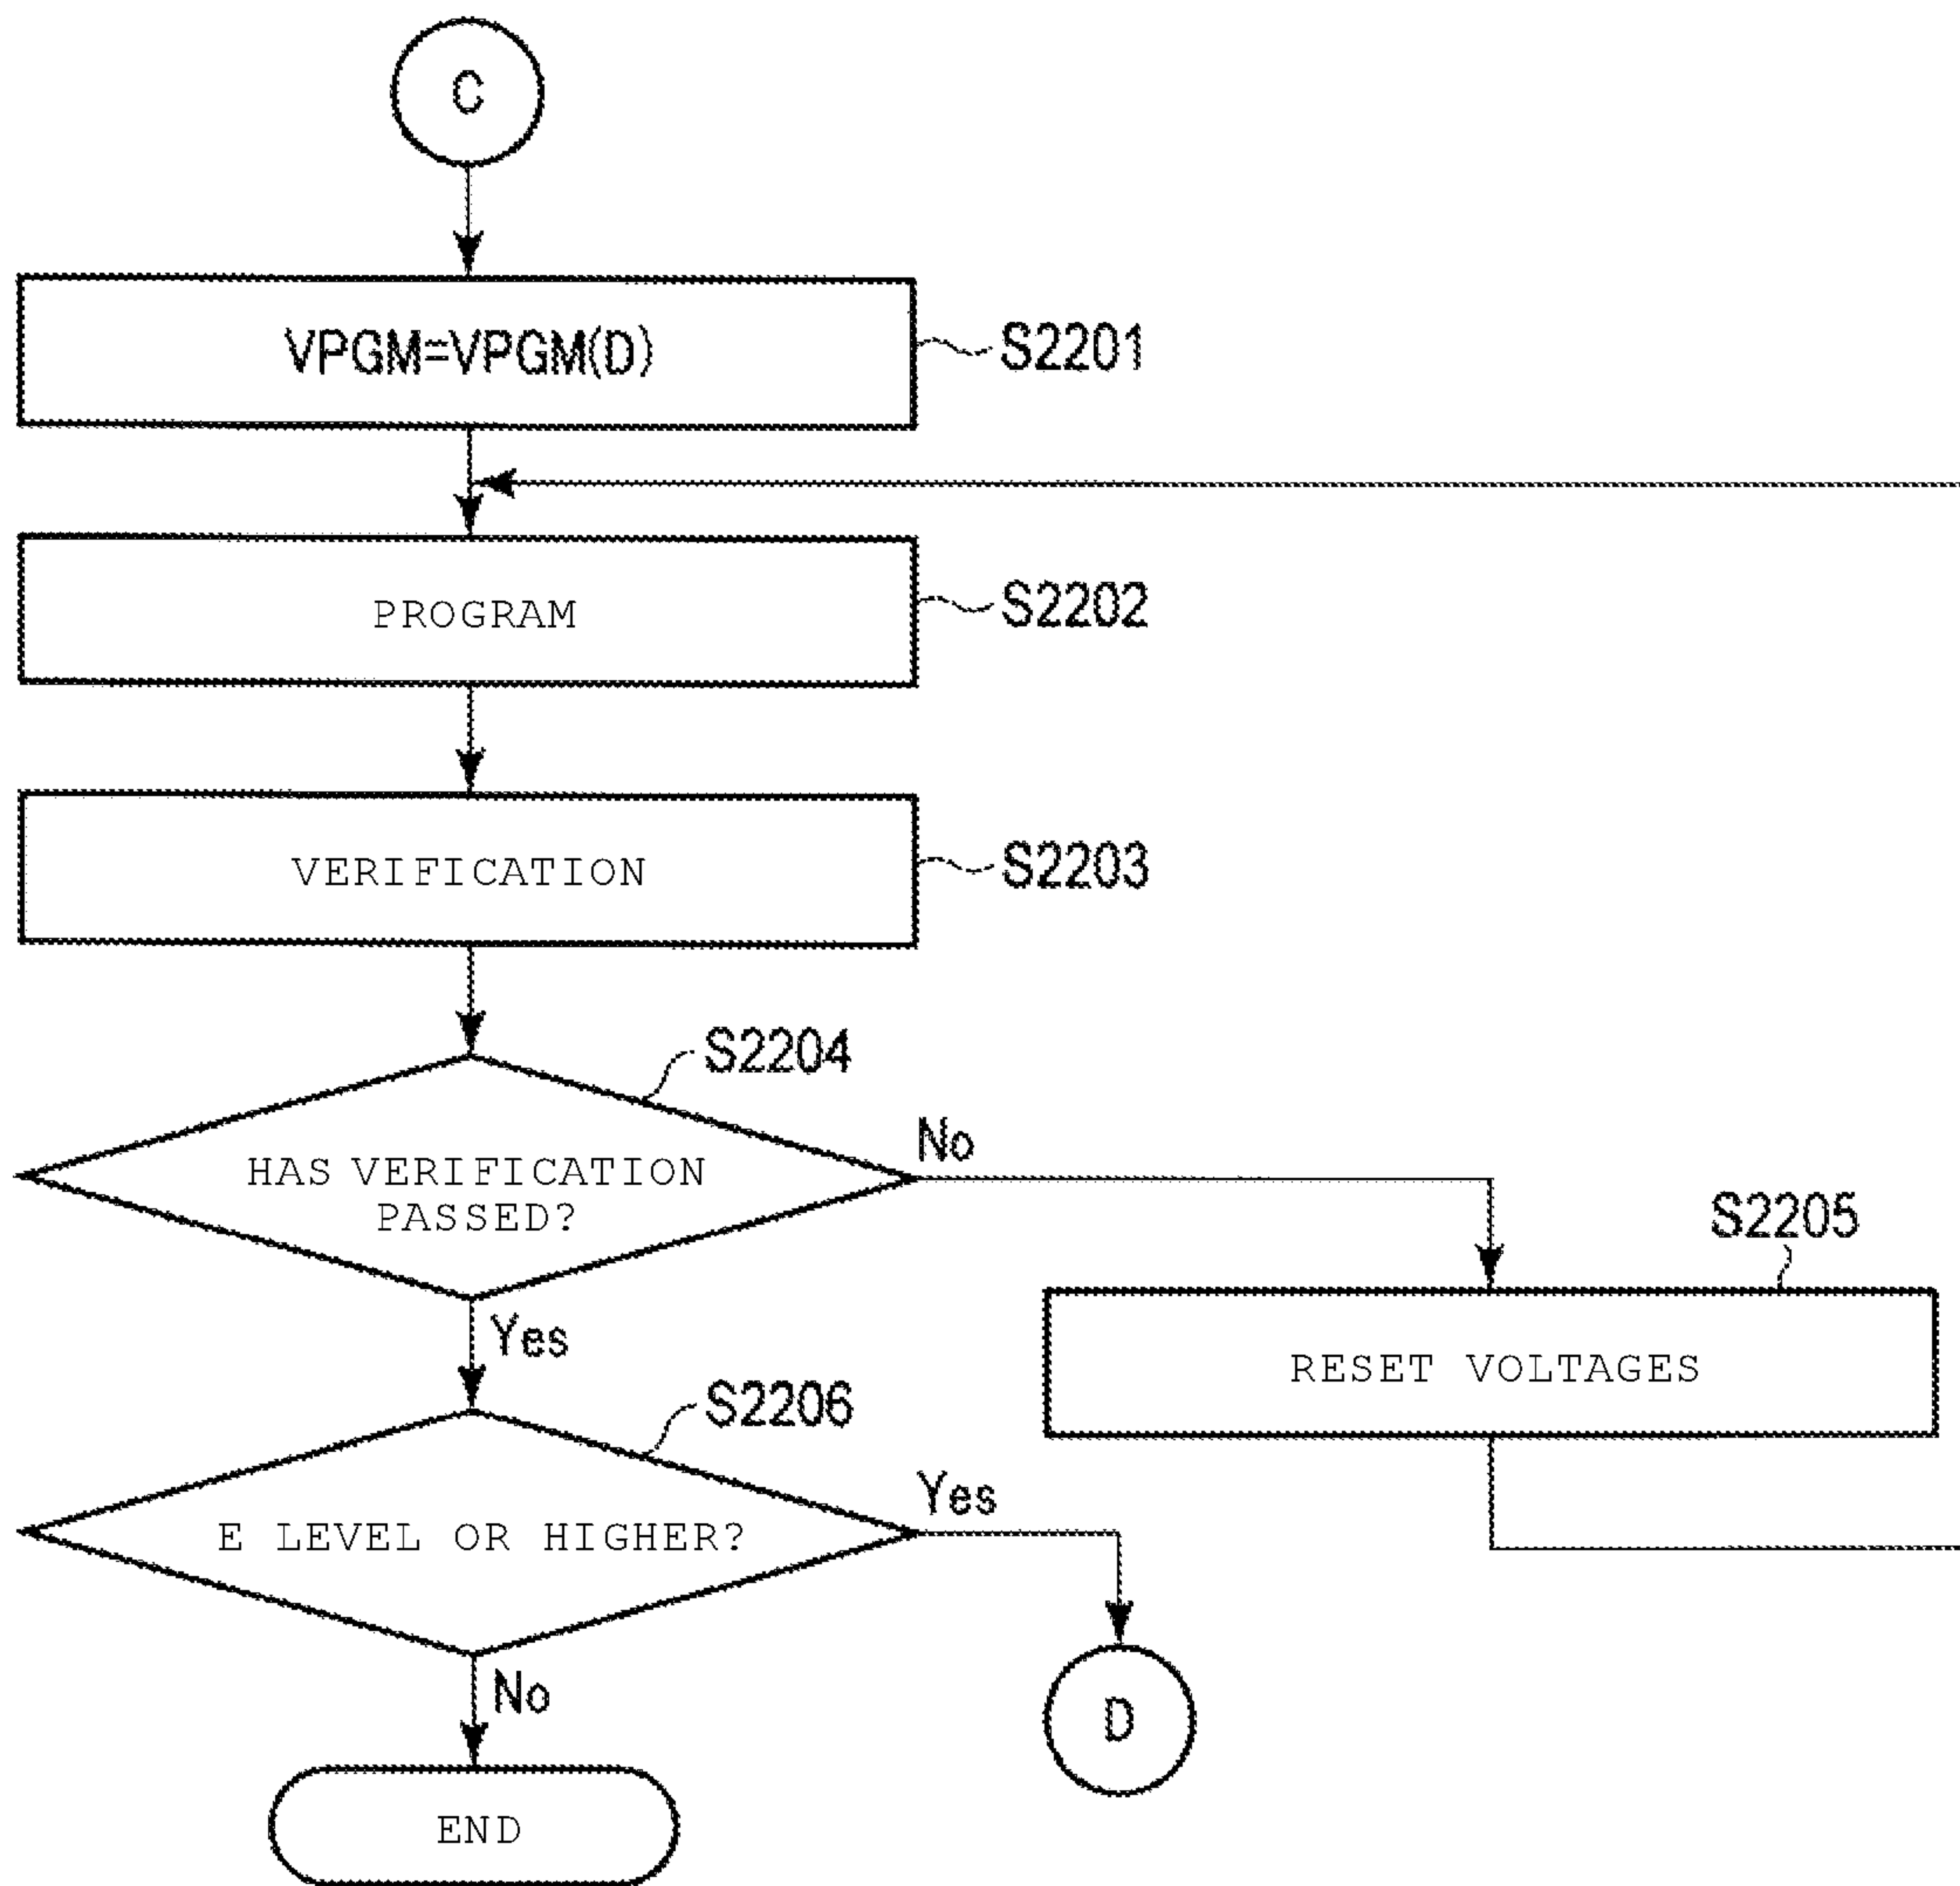 C
VPGM=VPGM(D)
S2201
PROGRAM
S2202
VERIFICATION
S2203
S2204
HAS VERIFICATION
PASSED?
No
Yes
S2205
RESET VOLTAGES
S2206
E LEVEL OR HIGHER?
Yes
No
D
END